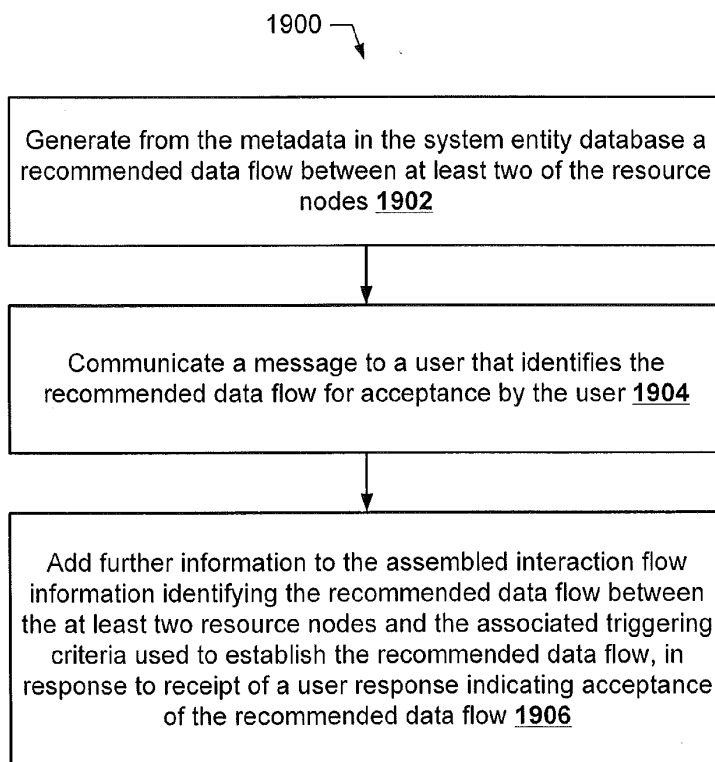 1900
Generate from the metadata in the system entity database a
recommended data flow between at least two of the resource
nodes 1902
Communicate a message to a user that identifies the
recommended data flow for acceptance by the user 1904
Add further information to the assembled interaction flow
information identifying the recommended data flow between
the at least two resource nodes and the associated triggering
criteria used to establish the recommended data flow, in
response to receipt of a user response indicating acceptance
of the recommended data flow 1906